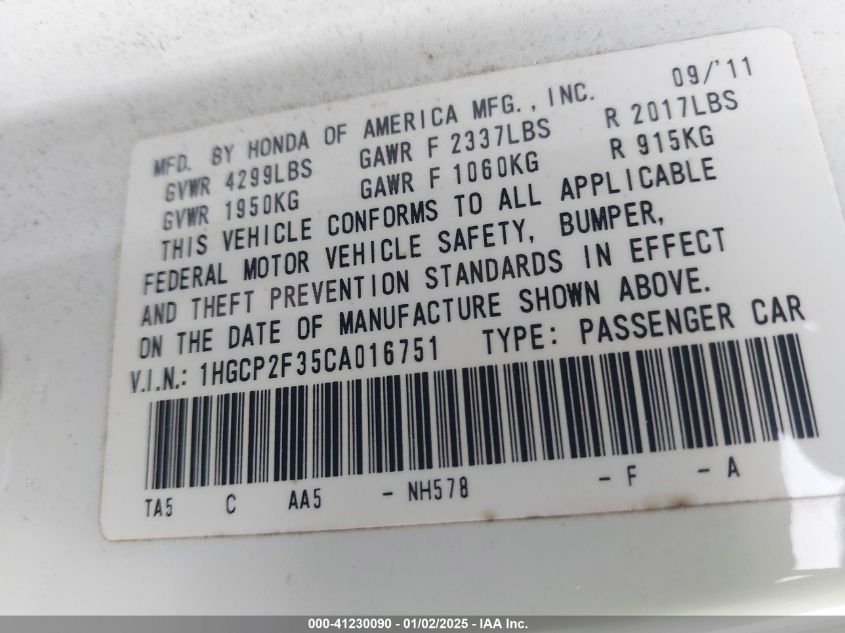 MFD. BY HONDA OF AMERICA MFG., INC. 09/'11
GVWR 4299LBS GAWR F 2337LBS R 2017LBS
GVWR 1950KG GAWR F 1060KG R 915KG
THIS VEHICLE CONFORMS TO ALL APPLICABLE
FEDERAL MOTOR VEHICLE SAFETY, BUMPER,
AND THEFT PREVENTION STANDARDS IN EFFECT
ON THE DATE OF MANUFACTURE SHOWN ABOVE.
V.I.N.: 1HGCP2F35CA016751 TYPE: PASSENGER CAR
TA5 C AA5 - NH578 - F - A
000-41230090 - 01/02/2025 - IAA Inc.